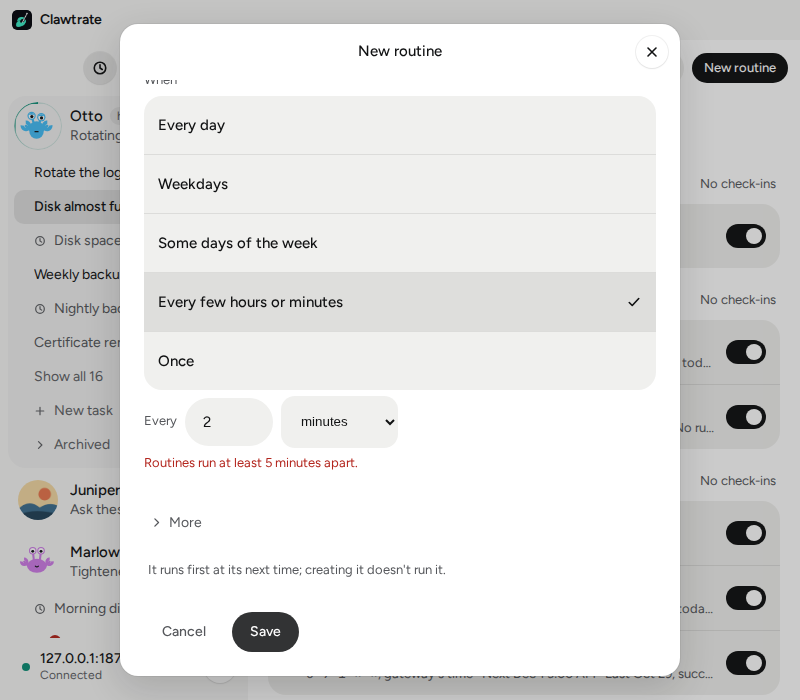 Clawtrate
New routine
New routine
When
Every day
Weekdays
Some days of the week
Every few hours or minutes
Once
Every 2 minutes
Routines run at least 5 minutes apart.
More
It runs first at its next time; creating it doesn't run it.
Cancel
Save
Otto
Rotating
Rotate the log
Disk almost fu
Disk space
Weekly backu
Nightly bac
Certificate ren
Show all 16
New task
Archived
Juniper
Ask thes
Marlow
Tightene
Morning di
127.0.0.1:187
Connected
No check-ins
No check-ins
tod...
No ru...
No check-ins
toda...